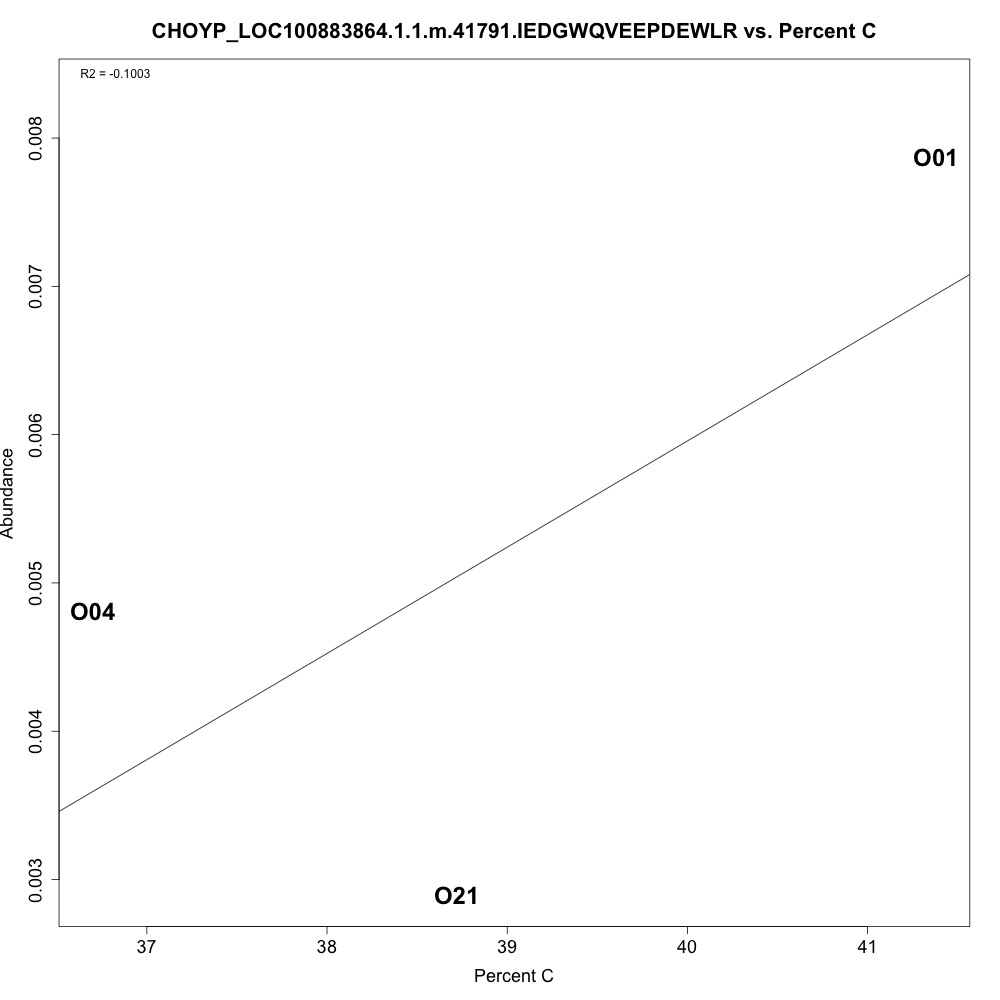 CHOYP_LOC100883864.1.1.m.41791.IEDGWQVEEPDEWLR vs. Percent C
R2 = -0.1003
0.008
O01
0.007
0.006
Abundance
0.005
O04
0.004
0.003
O21
37 38 39 40 41
Percent C